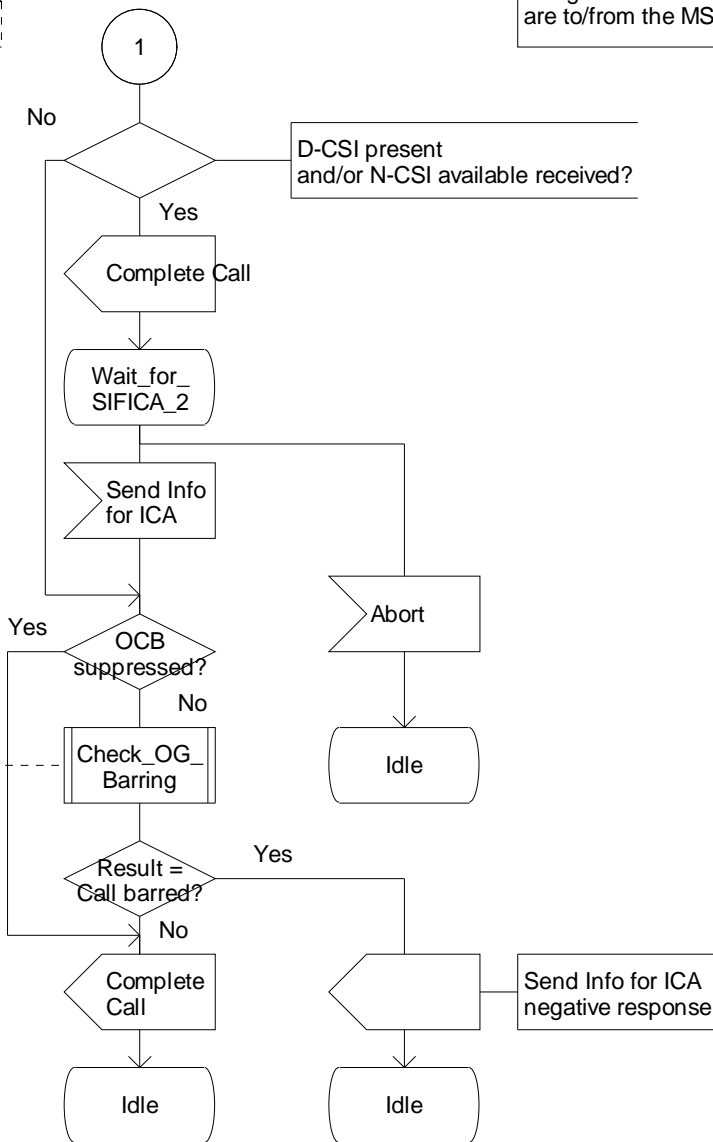 are to/from the MS
1
No
D-CSI present
and/or N-CSI available received?
Yes
Complete Call
Wait_for_
SIFICA_2
Send Info
for ICA
Abort
Yes
OCB
suppressed?
No
Check_OG_
Barring
Idle
Result =
Call barred?
Yes
No
Complete
Call
Send Info for ICA
negative response
Idle
Idle